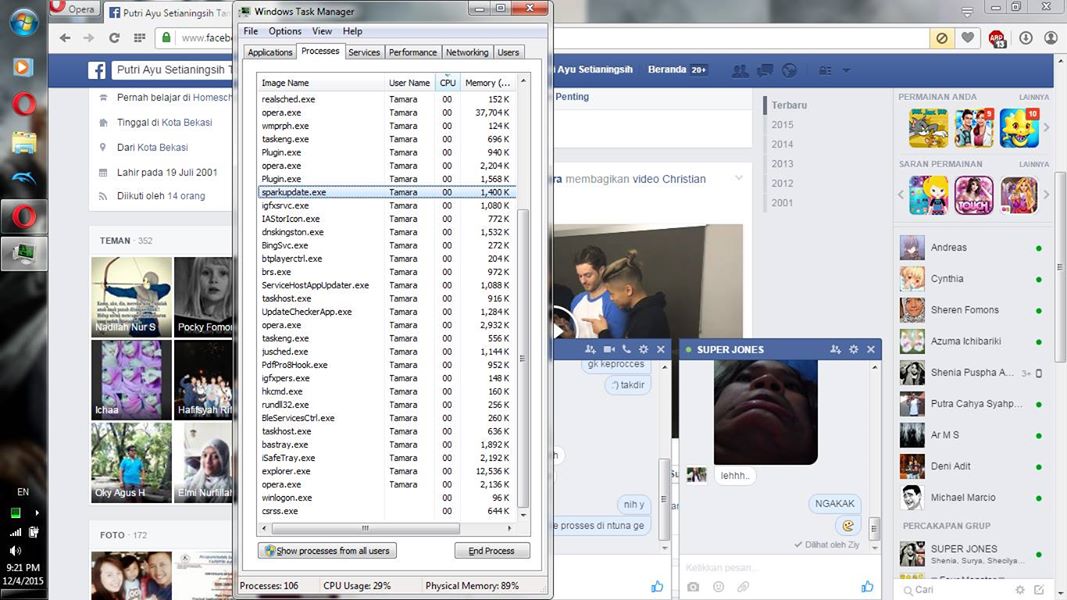 Opera
Putri Ayu Setianingsih Tam
www.facebo
Putri Ayu Setianingsih T
Ayu Setianingsih
Beranda 20+
Pernah belajar di Homesch
Tinggal di Kota Bekasi
Dari Kota Bekasi
Lahir pada 19 Juli 2001
Diikuti oleh 14 orang
TEMAN · 352
Nadilah Nur S
Pocky Fomon
Ichaa
Hafitsyah Rif
Oky Agus H
Elmi Nurfillah
FOTO · 172
Windows Task Manager
File Options View Help
Applications Processes Services Performance Networking Users
Image Name User Name CPU Memory (...
realsched.exe Tamara 00 152 K
opera.exe Tamara 00 37,704 K
wmprph.exe Tamara 00 124 K
taskeng.exe Tamara 00 696 K
Plugin.exe Tamara 00 940 K
opera.exe Tamara 00 2,204 K
Plugin.exe Tamara 00 1,568 K
sparkupdate.exe Tamara 00 1,400 K
igfxsrvc.exe Tamara 00 1,080 K
IAStorIcon.exe Tamara 00 772 K
dnskingston.exe Tamara 00 1,532 K
BingSvc.exe Tamara 00 272 K
btplayerctrl.exe Tamara 00 204 K
brs.exe Tamara 00 972 K
ServiceHostAppUpdater.exe Tamara 00 1,088 K
taskhost.exe Tamara 00 916 K
UpdateCheckerApp.exe Tamara 00 1,284 K
opera.exe Tamara 00 2,932 K
taskeng.exe Tamara 00 556 K
jusched.exe Tamara 00 1,144 K
PdfPro8Hook.exe Tamara 00 952 K
igfxpers.exe Tamara 00 148 K
hkcmd.exe Tamara 00 160 K
rundll32.exe Tamara 00 256 K
BleServicesCtrl.exe Tamara 00 260 K
taskhost.exe Tamara 00 636 K
bastray.exe Tamara 00 1,892 K
iSafeTray.exe Tamara 00 2,192 K
explorer.exe Tamara 00 12,536 K
opera.exe Tamara 00 2,136 K
winlogon.exe 00 96 K
csrss.exe 00 644 K
Show processes from all users
End Process
Processes: 106 CPU Usage: 29% Physical Memory: 89%
Penting
ra membagikan video Christian
Terbaru
2015
2014
2013
2012
2001
gk keprocces
:') takdir
nih y
e prosses di ntuna ge
SUPER JONES
lehhh..
NGAKAK
Dilihat oleh Ziy
Ketikkan pesan...
ABP
13
PERMAINAN ANDA LAINNYA
9
10
SARAN PERMAINAN LAINNYA
TOUCH
Andreas
Cynthia
Sheren Fomons
Azuma Ichibariki
Shenia Puspha A... 3+
Putra Cahya Syahp...
Ar M S
Deni Adit
Michael Marcio
PERCAKAPAN GRUP
SUPER JONES
Shenia, Surya, Shecilya...
Cari
EN
9:21 PM
12/4/2015